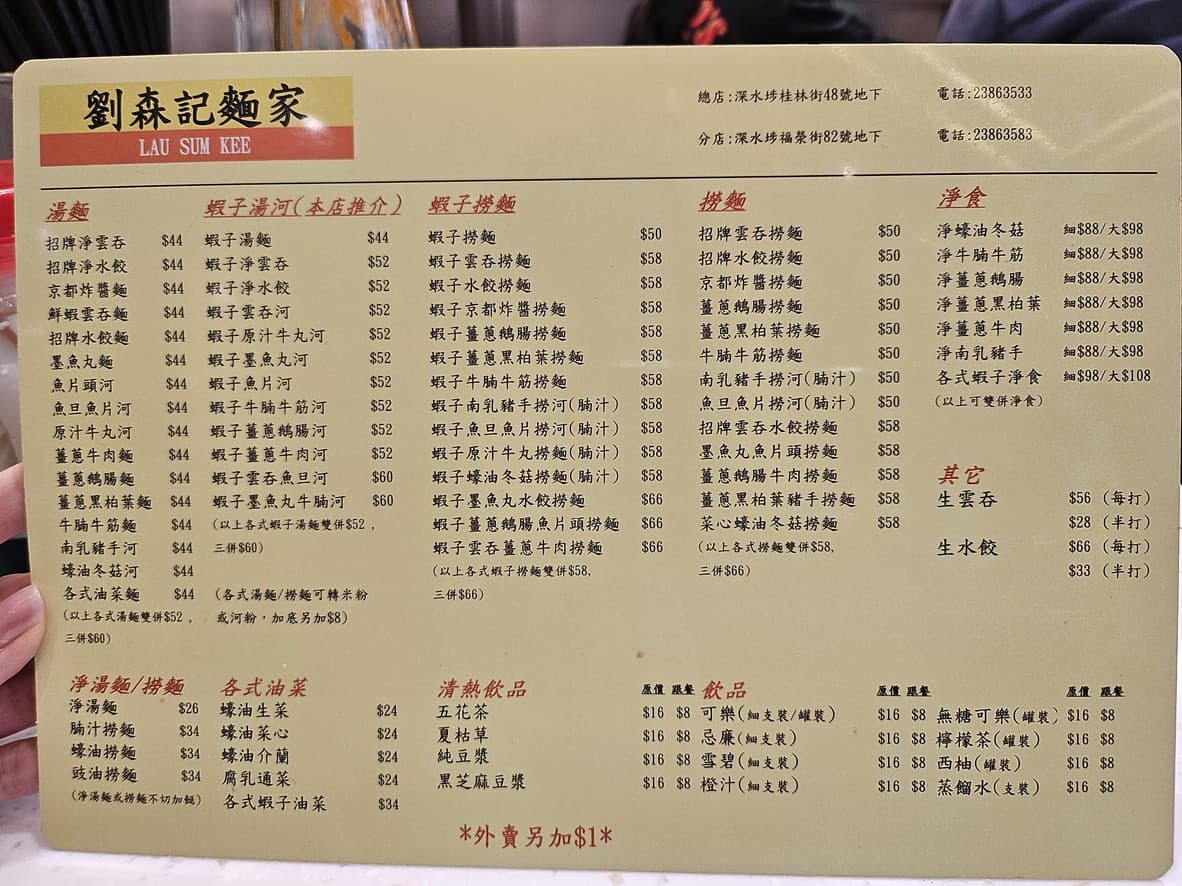 劉森記麵家
LAU SUM KEE
總店:深水埗桂林街48號地下 電話:23863533
分店:深水埗福榮街82號地下 電話:23863583
湯麵
招牌淨雲吞 $44
招牌淨水餃 $44
京都炸醬麵 $44
鮮蝦雲吞麵 $44
招牌水餃麵 $44
墨魚丸麵 $44
魚片頭河 $44
魚旦魚片河 $44
原汁牛丸河 $44
薑蔥牛肉麵 $44
薑蔥鵝腸麵 $44
薑蔥黑柏葉麵 $44
牛腩牛筋麵 $44
南乳豬手河 $44
蠔油冬菇河 $44
各式油菜麵 $44
(以上各式湯麵雙併$52,
三併$60)
蝦子湯河(本店推介)
蝦子湯麵 $44
蝦子淨雲吞 $52
蝦子淨水餃 $52
蝦子雲吞河 $52
蝦子原汁牛丸河 $52
蝦子墨魚丸河 $52
蝦子魚片河 $52
蝦子牛腩牛筋河 $52
蝦子薑蔥鵝腸河 $52
蝦子薑蔥牛肉河 $52
蝦子雲吞魚旦河 $60
蝦子墨魚丸牛腩河 $60
(以上各式蝦子湯麵雙併$52,
三併$60)
(各式湯麵/撈麵可轉米粉
或河粉,加底另加$8)
蝦子撈麵
蝦子撈麵 $50
蝦子雲吞撈麵 $58
蝦子水餃撈麵 $58
蝦子京都炸醬撈麵 $58
蝦子薑蔥鵝腸撈麵 $58
蝦子薑蔥黑柏葉撈麵 $58
蝦子牛腩牛筋撈麵 $58
蝦子南乳豬手撈河(腩汁) $58
蝦子魚旦魚片撈河(腩汁) $58
蝦子原汁牛丸撈麵(腩汁) $58
蝦子蠔油冬菇撈麵(腩汁) $58
蝦子墨魚丸水餃撈麵 $66
蝦子薑蔥鵝腸魚片頭撈麵 $66
蝦子雲吞薑蔥牛肉撈麵 $66
(以上各式蝦子撈麵雙併$58,
三併$66)
撈麵
招牌雲吞撈麵 $50
招牌水餃撈麵 $50
京都炸醬撈麵 $50
薑蔥鵝腸撈麵 $50
薑蔥黑柏葉撈麵 $50
牛腩牛筋撈麵 $50
南乳豬手撈河(腩汁) $50
魚旦魚片撈河(腩汁) $50
招牌雲吞水餃撈麵 $58
墨魚丸魚片撈麵 $58
薑蔥鵝腸牛肉撈麵 $58
薑蔥黑柏葉豬手撈麵 $58
菜心蠔油冬菇撈麵 $58
(以上各式撈麵雙併$58,
三併$66)
淨食
淨蠔油冬菇 細$88/大$98
淨牛腩牛筋 細$88/大$98
淨薑蔥鵝腸 細$88/大$98
淨薑蔥黑柏葉 細$88/大$98
淨薑蔥牛肉 細$88/大$98
淨南乳豬手 細$88/大$98
各式蝦子淨食 細$98/大$108
(以上可雙併淨食)
其它
生雲吞 $56 (每打)
$28 (半打)
生水餃 $66 (每打)
$33 (半打)
淨湯麵/撈麵
淨湯麵 $26
腩汁撈麵 $34
蠔油撈麵 $34
豉油撈麵 $34
(淨湯麵或撈麵不切加餸)
各式油菜
蠔油生菜 $24
蠔油菜心 $24
蠔油介蘭 $24
腐乳通菜 $24
各式蝦子油菜 $34
清熱飲品 原價 跟餐
五花茶 $16 $8
夏枯草 $16 $8
純豆漿 $16 $8
黑芝麻豆漿 $16 $8
飲品 原價 跟餐
可樂(細支裝/罐裝) $16 $8
忌廉(細支裝) $16 $8
雪碧(細支裝) $16 $8
橙汁(細支裝) $16 $8
原價 跟餐
無糖可樂(罐裝) $16 $8
檸檬茶(罐裝) $16 $8
西柚(罐裝) $16 $8
蒸餾水(支裝) $16 $8
*外賣另加$1*